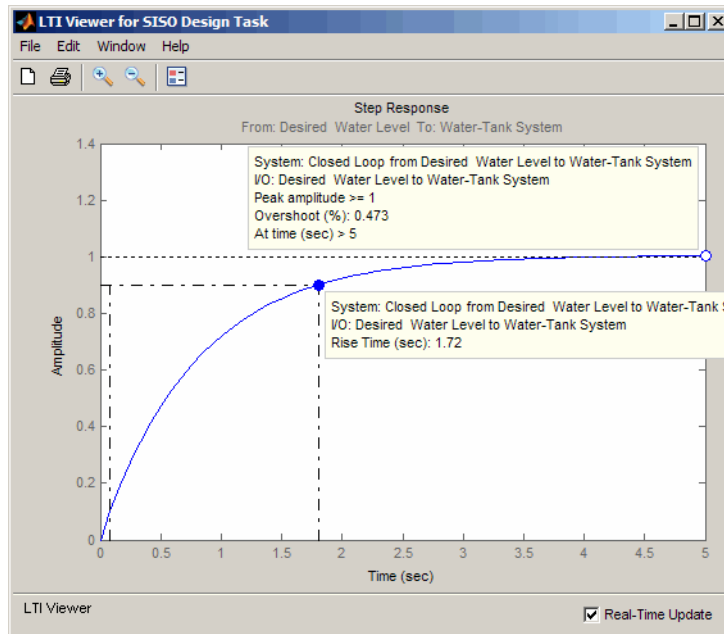 LTI Viewer for SISO Design Task
File Edit Window Help
Step Response
From: Desired Water Level To: Water-Tank System
System: Closed Loop from Desired Water Level to Water-Tank System
I/O: Desired Water Level to Water-Tank System
Peak amplitude >= 1
Overshoot (%): 0.473
At time (sec) > 5
System: Closed Loop from Desired Water Level to Water-Tank
I/O: Desired Water Level to Water-Tank System
Rise Time (sec): 1.72
Amplitude
1.4
1.2
1
0.8
0.6
0.4
0.2
0
0 0.5 1 1.5 2 2.5 3 3.5 4 4.5 5
Time (sec)
LTI Viewer
Real-Time Update